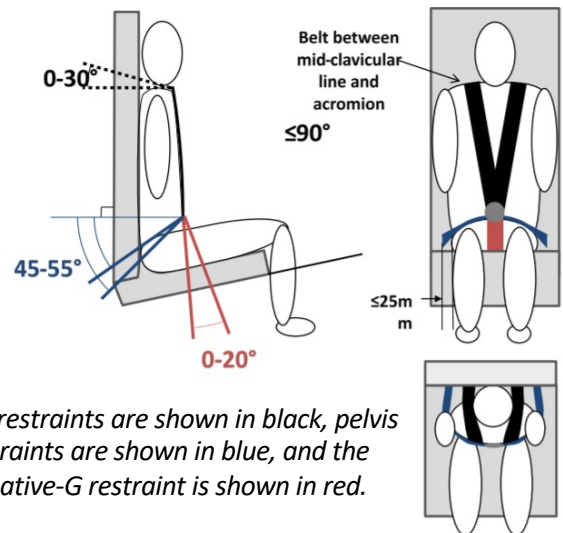 Belt between
mid-clavicular
line and
acromion
0-30°
≤90°
45-55°
≤25m
m
0-20°
restraints are shown in black, pelvis
raints are shown in blue, and the
ative-G restraint is shown in red.